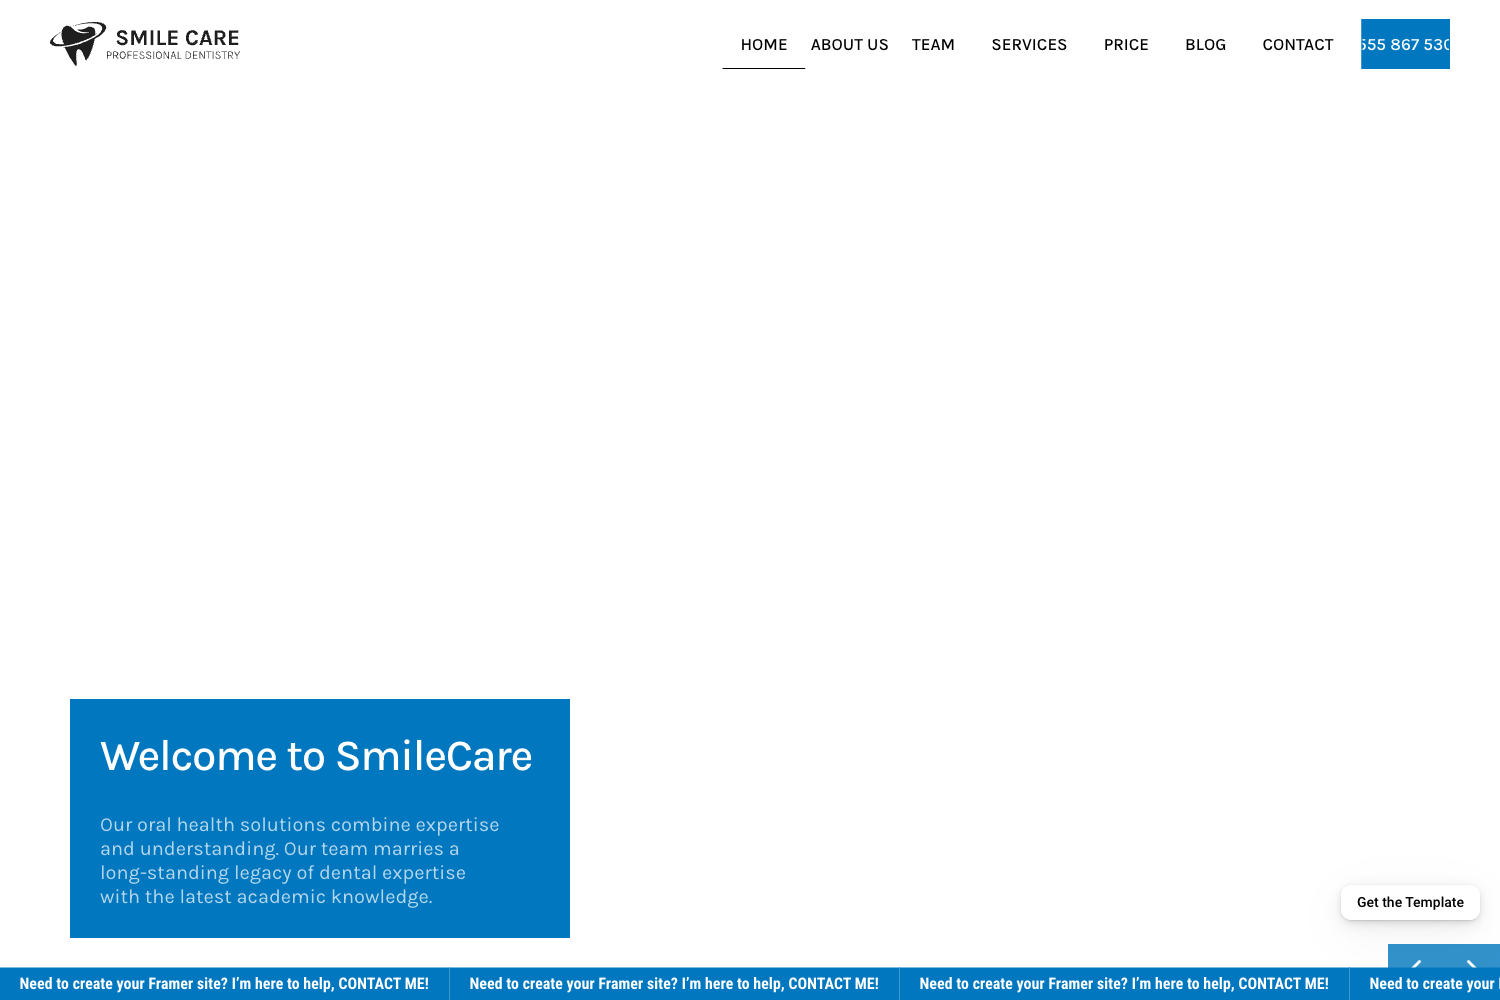 SMILE CARE
PROFESSIONAL DENTISTRY
HOME
ABOUT US
TEAM
SERVICES
PRICE
BLOG
CONTACT
555 867 530
Welcome to SmileCare
Our oral health solutions combine expertise
and understanding. Our team marries a
long-standing legacy of dental expertise
with the latest academic knowledge.
Get the Template
Need to create your Framer site? I’m here to help, CONTACT ME!
Need to create your Framer site? I’m here to help, CONTACT ME!
Need to create your Framer site? I’m here to help, CONTACT ME!
Need to create your